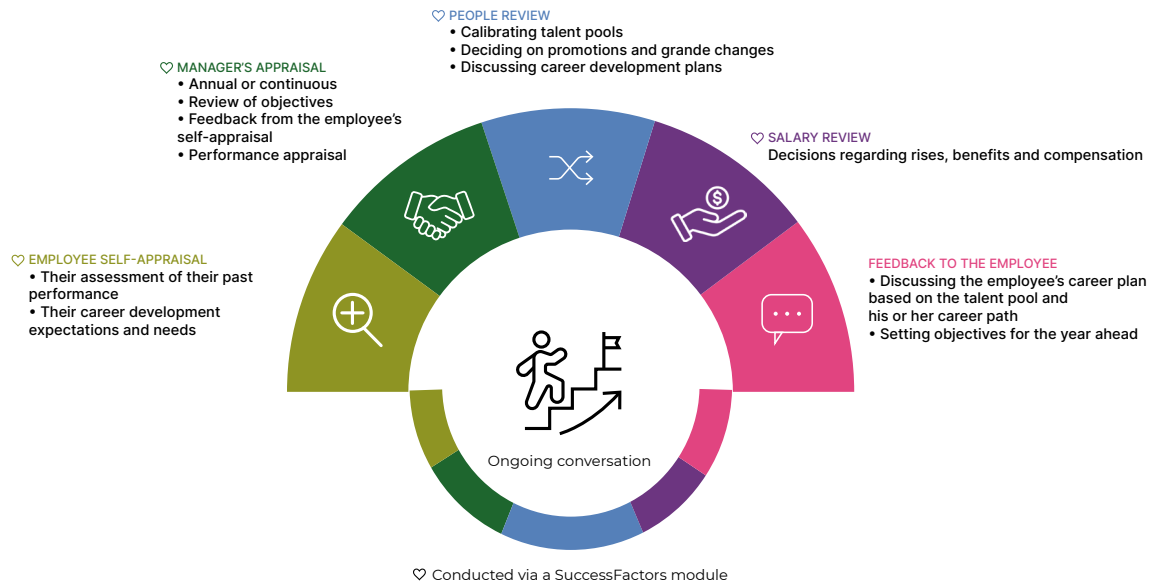 PEOPLE REVIEW
• Calibrating talent pools
• Deciding on promotions and grande changes
• Discussing career development plans
MANAGER’S APPRAISAL
• Annual or continuous
• Review of objectives
• Feedback from the employee’s
self-appraisal
• Performance appraisal
SALARY REVIEW
Decisions regarding rises, benefits and compensation
EMPLOYEE SELF-APPRAISAL
• Their assessment of their past
performance
• Their career development
expectations and needs
FEEDBACK TO THE EMPLOYEE
• Discussing the employee’s career plan
based on the talent pool and
his or her career path
• Setting objectives for the year ahead
$
Ongoing conversation
Conducted via a SuccessFactors module